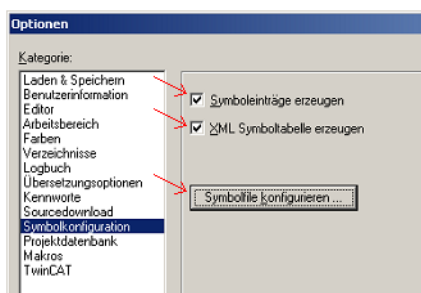 Optionen
Kategorie:
Laden & Speichern
Benutzerinformation
Editor
Arbeitsbereich
Farben
Verzeichnisse
Logbuch
Übersetzungsoptionen
Kennworte
Sourcedownload
Symbolkonfiguration
Projektdatenbank
Makros
TwinCAT
Symboleinträge erzeugen
XML Symboltabelle erzeugen
Symbolfile konfigurieren ...